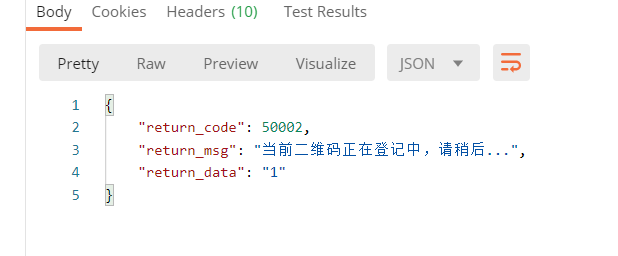 Body Cookies Headers (10) Test Results
Pretty Raw Preview Visualize JSON
1 {
2 "return_code": 50002,
3 "return_msg": "当前二维码正在登记中，请稍后...",
4 "return_data": "1"
5 }